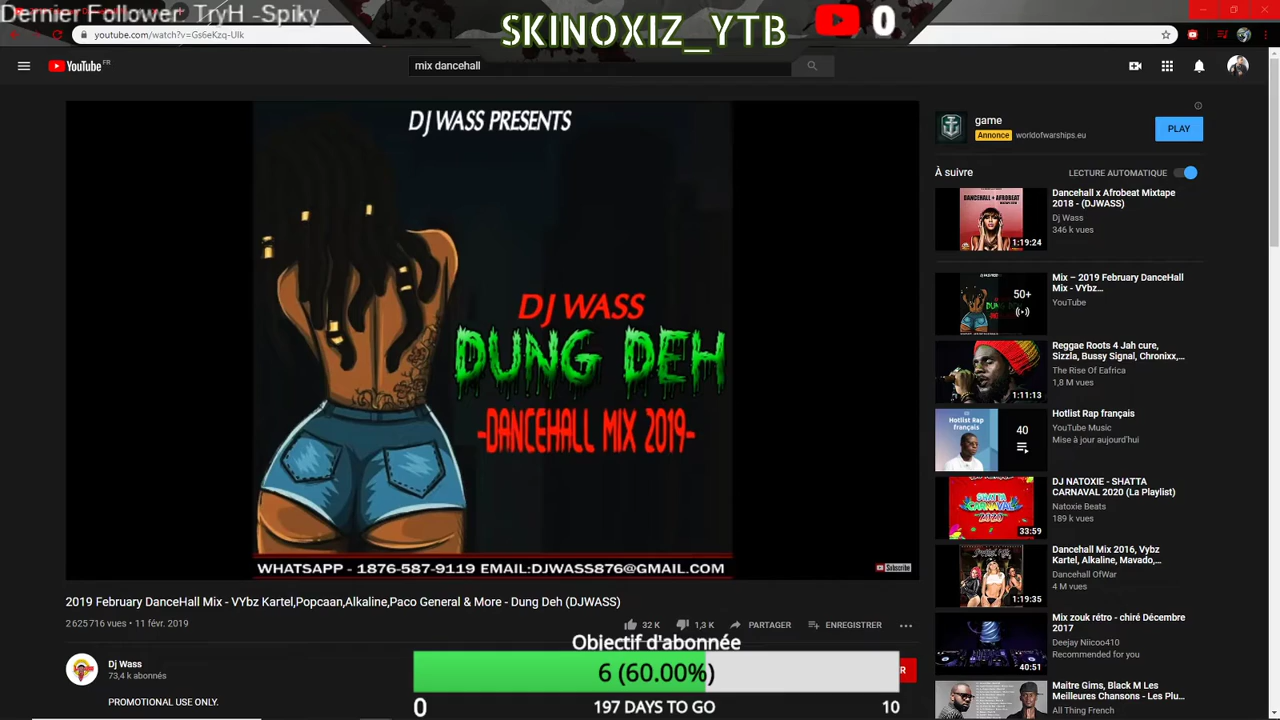 Dernier Follower TryH -Spiky
SKINOXIZ_YTB
0
youtube.com/watch?v=Gs6eKzq-UIk
YouTube FR
mix dancehall
DJ WASS PRESENTS
DJ WASS
DUNG DEH
-DANCEHALL MIX 2019-
WHATSAPP - 1876-587-9119 EMAIL:DJWASS876@GMAIL.COM
Subscribe
2019 February DanceHall Mix - VYbz Kartel,Popcaan,Alkaline,Paco General & More - Dung Deh (DJWASS)
2 625 716 vues • 11 févr. 2019
32 K
1,3 K
PARTAGER
ENREGISTRER
Objectif d'abonnée
6 (60.00%)
R
0
197 DAYS TO GO
10
Dj Wass
73,4 k abonnés
PROMOTIONAL USE ONLY
game
Annonce worldofwarships.eu
PLAY
À suivre
LECTURE AUTOMATIQUE
Dancehall x Afrobeat Mixtape
2018 - (DJWASS)
Dj Wass
346 k vues
1:19:24
Mix – 2019 February DanceHall
Mix - VYbz...
YouTube
50+
Reggae Roots 4 Jah cure,
Sizzla, Bussy Signal, Chronixx,...
The Rise Of Eafrica
1,8 M vues
1:11:13
Hotlist Rap français
YouTube Music
Mise à jour aujourd'hui
Hotlist Rap
français
40
DJ NATOXIE - SHATTA
CARNAVAL 2020 (La Playlist)
Natoxie Beats
189 k vues
SHATTA
CARNAVAL
2020
33:59
Dancehall Mix 2016, Vybz
Kartel, Alkaline, Mavado,...
Dancehall OfWar
4 M vues
1:19:35
Mix zouk rétro - chiré Décembre
2017
Deejay Niicoo410
Recommended for you
40:51
Maitre Gims, Black M Les
Meilleures Chansons - Les Plu...
All Thing French